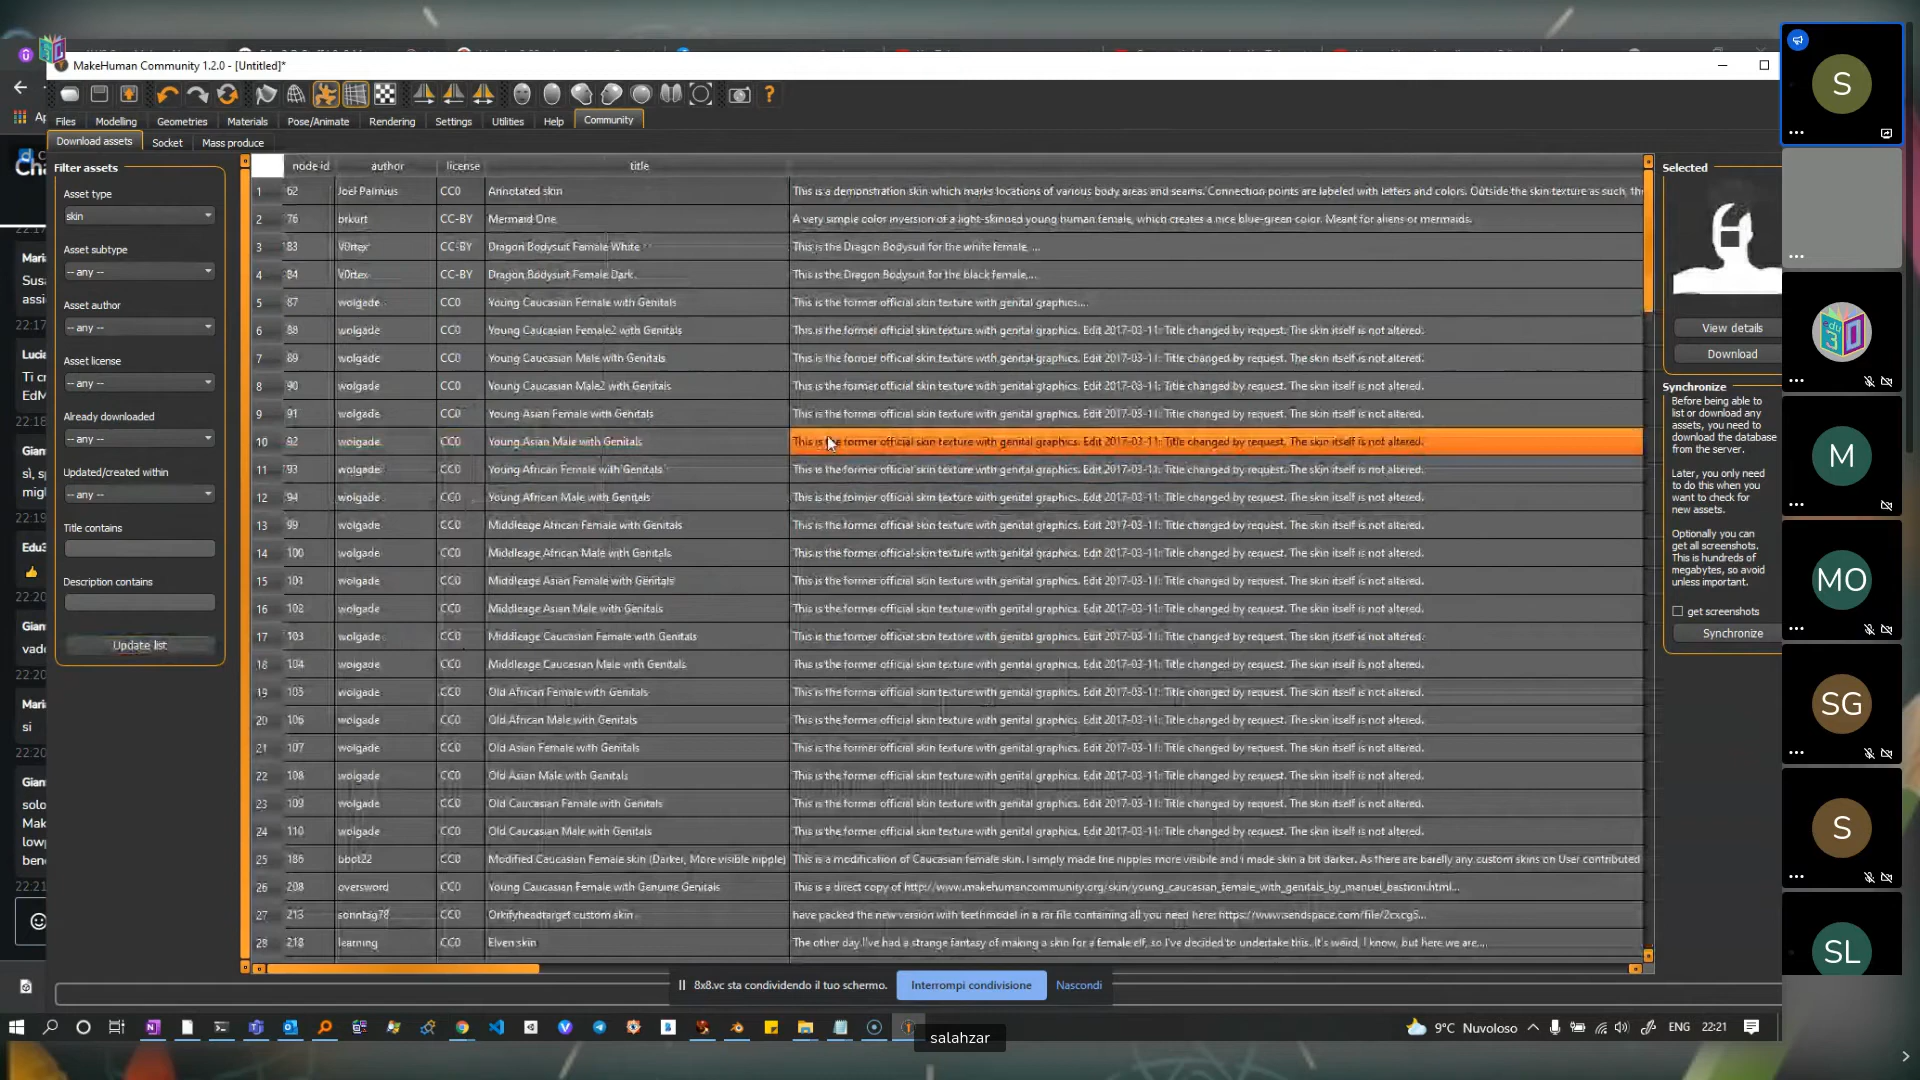 MakeHuman Community 1.2.0 - [Untitled]*
Files Modelling Geometries Materials Pose/Animate Rendering Settings Utilities Help Community
Download assets Socket Mass produce
Filter assets
Asset type
skin
Asset subtype
-- any --
Asset author
-- any --
Asset license
-- any --
Already downloaded
-- any --
Updated/created within
-- any --
Title contains
Description contains
Update list
node id author license title
1 62 Joel Palmius CC0 Annotated skin This is a demonstration skin which marks locations of various body areas and seams. Connection points are labeled with letters and colors. Outside the skin texture as such, the
2 76 brkurt CC-BY Mermaid One A very simple color inversion of a light-skinned young human female, which creates a nice blue-green color. Meant for aliens or mermaids.
3 83 V0rtex CC-BY Dragon Bodysuit Female White This is the Dragon Bodysuit for the white female, ...
4 84 V0rtex CC-BY Dragon Bodysuit Female Dark This is the Dragon Bodysuit for the black female,...
5 87 wolgade CC0 Young Caucasian Female with Genitals This is the former official skin texture with genital graphics....
6 88 wolgade CC0 Young Caucasian Female2 with Genitals This is the former official skin texture with genital graphics. Edit 2017-03-11: Title changed by request. The skin itself is not altered.
7 89 wolgade CC0 Young Caucasian Male with Genitals This is the former official skin texture with genital graphics. Edit 2017-03-11: Title changed by request. The skin itself is not altered.
8 90 wolgade CC0 Young Caucasian Male2 with Genitals This is the former official skin texture with genital graphics. Edit 2017-03-11: Title changed by request. The skin itself is not altered.
9 91 wolgade CC0 Young Asian Female with Genitals This is the former official skin texture with genital graphics. Edit 2017-03-11: Title changed by request. The skin itself is not altered.
10 92 wolgade CC0 Young Asian Male with Genitals This is the former official skin texture with genital graphics. Edit 2017-03-11: Title changed by request. The skin itself is not altered.
11 93 wolgade CC0 Young African Female with Genitals This is the former official skin texture with genital graphics. Edit 2017-03-11: Title changed by request. The skin itself is not altered.
12 94 wolgade CC0 Young African Male with Genitals This is the former official skin texture with genital graphics. Edit 2017-03-11: Title changed by request. The skin itself is not altered.
13 99 wolgade CC0 Middleage African Female with Genitals This is the former official skin texture with genital graphics. Edit 2017-03-11: Title changed by request. The skin itself is not altered.
14 100 wolgade CC0 Middleage African Male with Genitals This is the former official skin texture with genital graphics. Edit 2017-03-11: Title changed by request. The skin itself is not altered.
15 101 wolgade CC0 Middleage Asian Female with Genitals This is the former official skin texture with genital graphics. Edit 2017-03-11: Title changed by request. The skin itself is not altered.
16 102 wolgade CC0 Middleage Asian Male with Genitals This is the former official skin texture with genital graphics. Edit 2017-03-11: Title changed by request. The skin itself is not altered.
17 103 wolgade CC0 Middleage Caucasian Female with Genitals This is the former official skin texture with genital graphics. Edit 2017-03-11: Title changed by request. The skin itself is not altered.
18 104 wolgade CC0 Middleage Caucasian Male with Genitals This is the former official skin texture with genital graphics. Edit 2017-03-11: Title changed by request. The skin itself is not altered.
19 105 wolgade CC0 Old African Female with Genitals This is the former official skin texture with genital graphics. Edit 2017-03-11: Title changed by request. The skin itself is not altered.
20 106 wolgade CC0 Old African Male with Genitals This is the former official skin texture with genital graphics. Edit 2017-03-11: Title changed by request. The skin itself is not altered.
21 107 wolgade CC0 Old Asian Female with Genitals This is the former official skin texture with genital graphics. Edit 2017-03-11: Title changed by request. The skin itself is not altered.
22 108 wolgade CC0 Old Asian Male with Genitals This is the former official skin texture with genital graphics. Edit 2017-03-11: Title changed by request. The skin itself is not altered.
23 109 wolgade CC0 Old Caucasian Female with Genitals This is the former official skin texture with genital graphics. Edit 2017-03-11: Title changed by request. The skin itself is not altered.
24 110 wolgade CC0 Old Caucasian Male with Genitals This is the former official skin texture with genital graphics. Edit 2017-03-11: Title changed by request. The skin itself is not altered.
25 186 bbot22 CC0 Modified Caucasian Female skin (Darker, More visible nipple) This is a modification of Caucasian female skin. I simply made the nipples more visible and i made skin a bit darker. As there are barelly any custom skins on User contributed
26 208 oversword CC0 Young Caucasian Female with Genuine Genitals This is a direct copy of http://www.makehumancommunity.org/skin/young_caucasian_female_with_genitals_by_manuel_bastioni.html...
27 213 sonntag78 CC0 Orkifyheadtarget custom skin have packed the new version with teethmodel in a rar file containing all you need here: https://www.sendspace.com/file/2cxcg5...
28 218 learning CC0 Elven skin The other day I've had a strange fantasy of making a skin for a female elf, so I've decided to undertake this. It's weird, I know, but here we are....
Selected
View details
Download
Synchronize
Before being able to
list or download any
assets, you need to
download the database
from the server.
Later, you only need
to do this when you
want to check for
new assets.
Optionally you can
get all screenshots.
This is hundreds of
megabytes, so avoid
unless important.
get screenshots
Synchronize
Cha
22:17
Maria
Susa
assi
22:17
Lucia
Ti c
EdM
22:18
Giann
sì, s
migl
22:19
Edu3
22:20
Giann
vado
22:20
Maria
si
22:20
Giann
solo
Mak
lowp
bene
22:21
8x8.vc sta condividendo il tuo schermo. Interrompi condivisione Nascondi
9°C Nuvoloso ENG 22:21
salahzar
S
edu
3D
M
MO
SG
S
SL